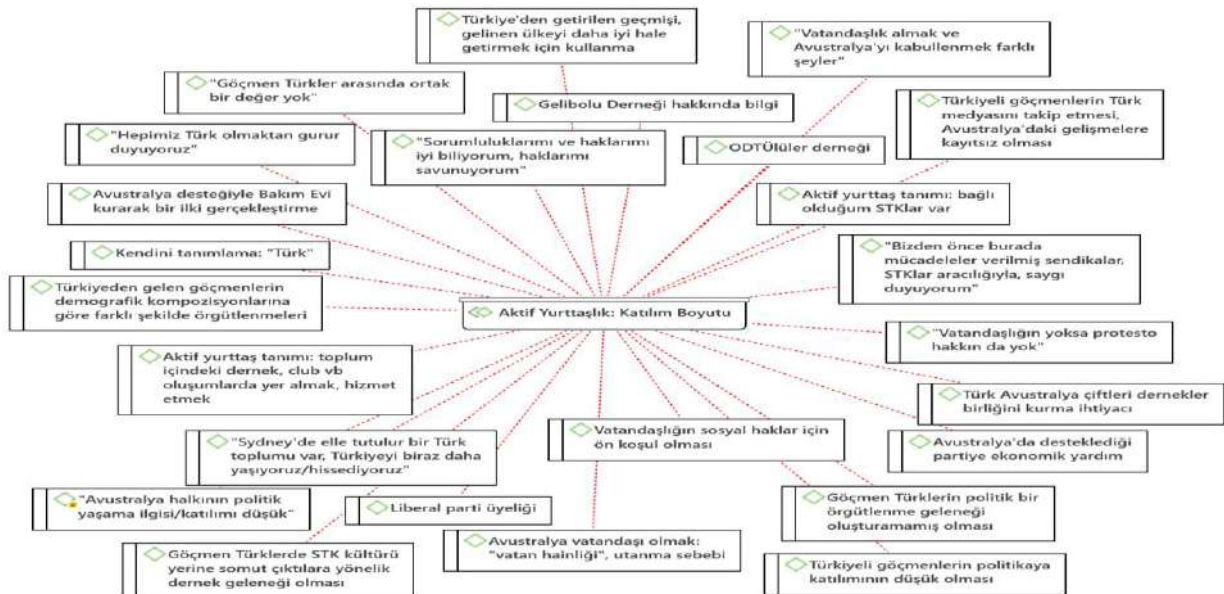 Türkiye'den getirilen geçmişi,
gelinen ülkeyi daha iyi hale
getirmek için kullanma
"Vatandaşlık almak ve
Avustralya'yı kabullenmek farklı
şeyler"
"Göçmen Türkler arasında ortak
bir değer yok"
Gelibolu Derneği hakkında bilgi
Türkiyeli göçmenlerin Türk
medyasını takip etmesi,
Avustralya'daki gelişmelere
kayıtsız olması
"Hepimiz Türk olmaktan gurur
duyuyoruz"
"Sorumluluklarımı ve haklarımı
iyi biliyorum, haklarımı
savunuyorum"
ODTÜlüler derneği
Avustralya desteğiyle Bakım Evi
kurarak bir ilki gerçekleştirme
Aktif yurttaş tanımı: bağlı
olduğum STKlar var
Kendini tanımlama: "Türk"
"Bizden önce burada
mücadeleler verilmiş sendikalar,
STKlar aracılığıyla, saygı
duyuyorum"
Türkiyeden gelen göçmenlerin
demografik kompozisyonlarına
göre farklı şekilde örgütlenmeleri
Aktif Yurttaşlık: Katılım Boyutu
"Vatandaşlığın yoksa protesto
hakkın da yok"
Aktif yurttaş tanımı: toplum
içindeki dernek, club vb
oluşumlarda yer almak, hizmet
etmek
Türk Avustralya çiftleri dernekler
birliğini kurma ihtiyacı
"Sydney'de elle tutulur bir Türk
toplumu var, Türkiyeyi biraz daha
yaşıyoruz/hissediyoruz"
Vatandaşlığın sosyal haklar için
ön koşul olması
Avustralya'da desteklediği
partiye ekonomik yardım
"Avustralya halkının politik
yaşama ilgisi/katılımı düşük"
Liberal parti üyeliği
Göçmen Türklerin politik bir
örgütlenme geleneği
oluşturamamış olması
Göçmen Türklerde STK kültürü
yerine somut çıktılara yönelik
dernek geleneği olması
Avustralya vatandaşı olmak:
"vatan hainliği", utanma sebebi
Türkiyeli göçmenlerin politikaya
katılımının düşük olması